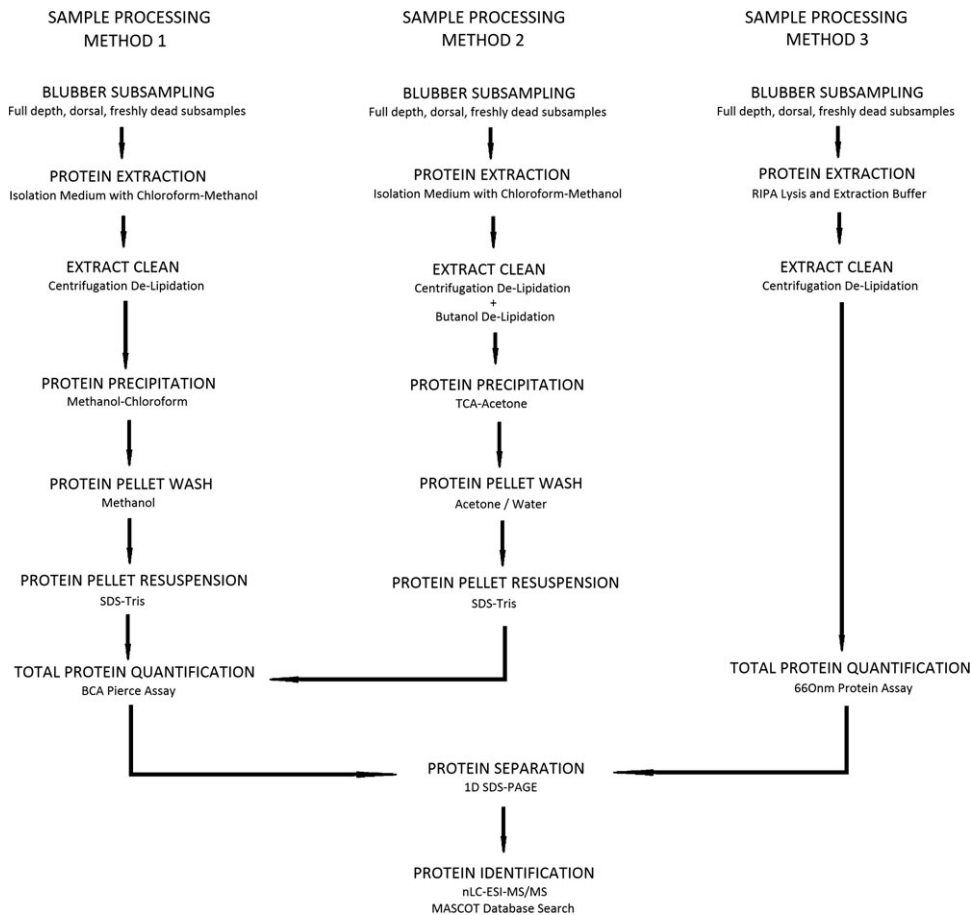 SAMPLE PROCESSING
METHOD 1
BLUBBER SUBSAMPLING
Full depth, dorsal, freshly dead subsamples
PROTEIN EXTRACTION
Isolation Medium with Chloroform-Methanol
EXTRACT CLEAN
Centrifugation De-Lipidation
PROTEIN PRECIPITATION
Methanol-Chloroform
PROTEIN PELLET WASH
Methanol
PROTEIN PELLET RESUSPENSION
SDS-Tris
TOTAL PROTEIN QUANTIFICATION
BCA Pierce Assay
SAMPLE PROCESSING
METHOD 2
BLUBBER SUBSAMPLING
Full depth, dorsal, freshly dead subsamples
PROTEIN EXTRACTION
Isolation Medium with Chloroform-Methanol
EXTRACT CLEAN
Centrifugation De-Lipidation
+
Butanol De-Lipidation
PROTEIN PRECIPITATION
TCA-Acetone
PROTEIN PELLET WASH
Acetone / Water
PROTEIN PELLET RESUSPENSION
SDS-Tris
SAMPLE PROCESSING
METHOD 3
BLUBBER SUBSAMPLING
Full depth, dorsal, freshly dead subsamples
PROTEIN EXTRACTION
RIPA Lysis and Extraction Buffer
EXTRACT CLEAN
Centrifugation De-Lipidation
TOTAL PROTEIN QUANTIFICATION
66Onm Protein Assay
PROTEIN SEPARATION
1D SDS-PAGE
PROTEIN IDENTIFICATION
nLC-ESI-MS/MS
MASCOT Database Search